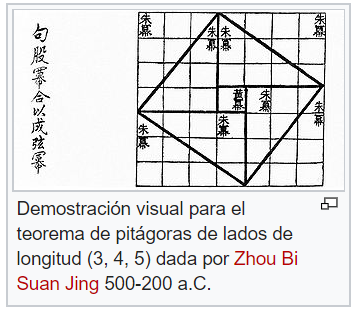 句股冪合以成弦冪
朱冪
朱冪
朱冪
朱冪
黄冪
朱冪
朱冪
朱冪
朱冪
Demostración visual para el
teorema de pitágoras de lados de
longitud (3, 4, 5) dada por Zhou Bi
Suan Jing 500-200 a.C.